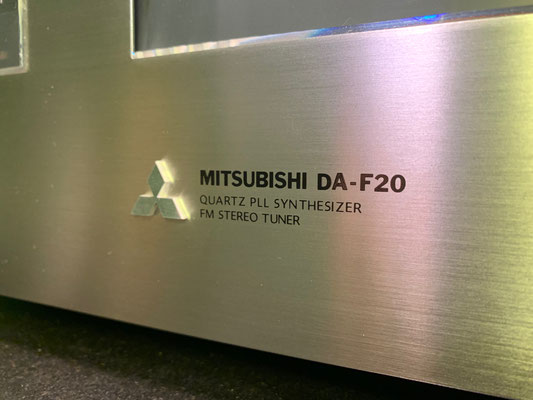 MITSUBISHI DA-F20
QUARTZ PLL SYNTHESIZER
FM STEREO TUNER